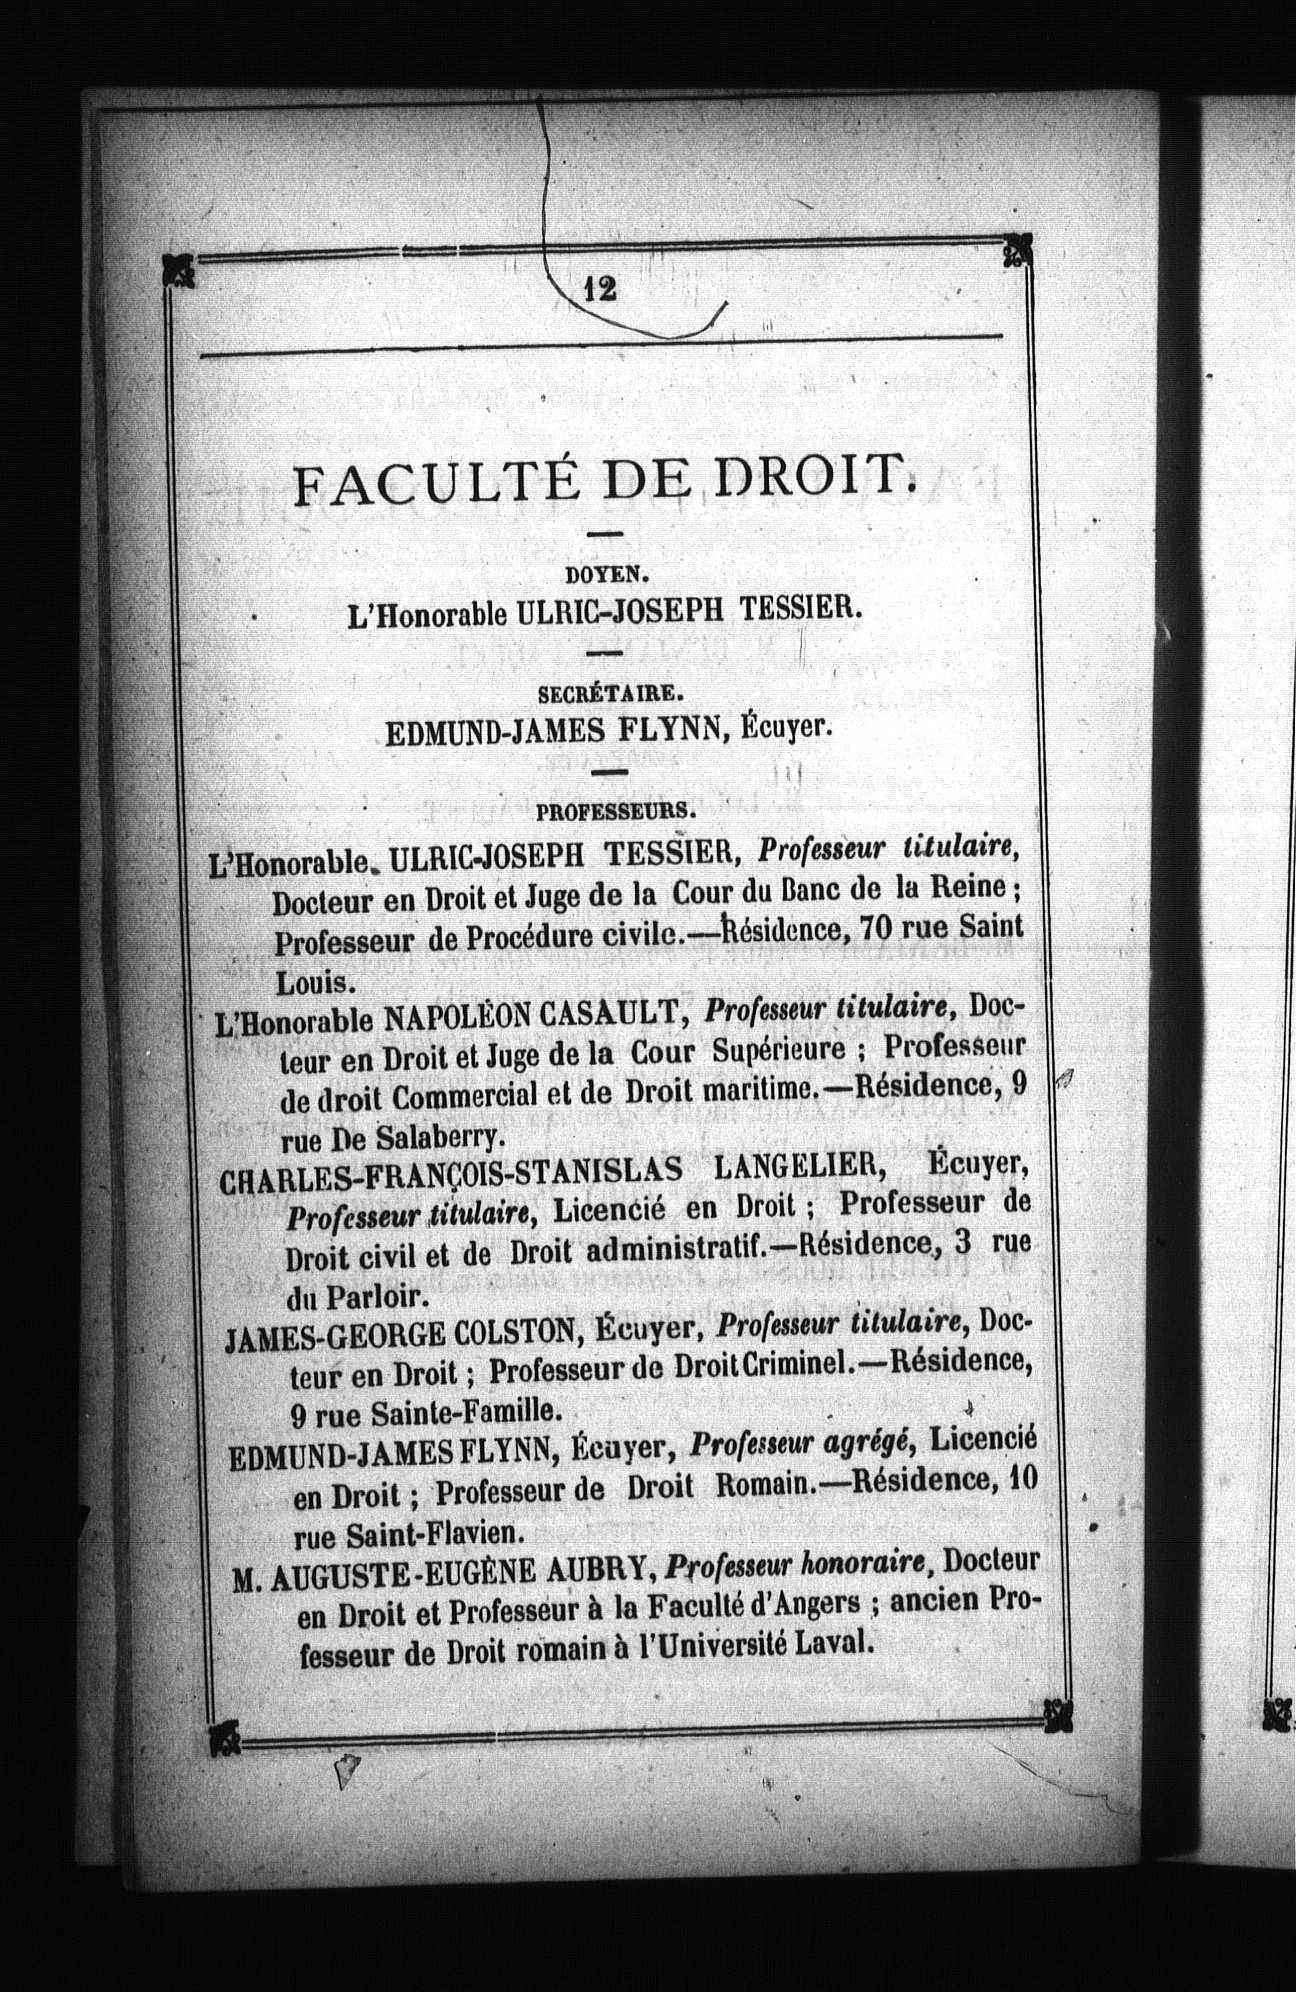 12
FACULTÉ DE DROIT.
DOYEN.
L'Honorable ULRIC-JOSEPH TESSIER.
SECRÉTAIRE.
EDMUND-JAMES FLYNN, Écuyer.
PROFESSEURS.
L'Honorable ULRIC-JOSEPH TESSIER, Professeur titulaire,
Docteur en Droit et Juge de la Cour du Banc de la Reine ;
Professeur de Procédure civile.—Résidence, 70 rue Saint
Louis.
L'Honorable NAPOLÉON CASAULT, Professeur titulaire, Doc-
teur en Droit et Juge de la Cour Supérieure ; Professeur
de droit Commercial et de Droit maritime.—Résidence, 9
rue De Salaberry.
CHARLES-FRANÇOIS-STANISLAS LANGELIER, Écuyer,
Professeur titulaire, Licencié en Droit ; Professeur de
Droit civil et de Droit administratif.—Résidence, 3 rue
du Parloir.
JAMES-GEORGE COLSTON, Écuyer, Professeur titulaire, Doc-
teur en Droit ; Professeur de Droit Criminel.—Résidence,
9 rue Sainte-Famille.
EDMUND-JAMES FLYNN, Écuyer, Professeur agrégé, Licencié
en Droit ; Professeur de Droit Romain.—Résidence, 10
rue Saint-Flavien.
M. AUGUSTE-EUGÈNE AUBRY, Professeur honoraire, Docteur
en Droit et Professeur à la Faculté d'Angers ; ancien Pro-
fesseur de Droit romain à l'Université Laval.